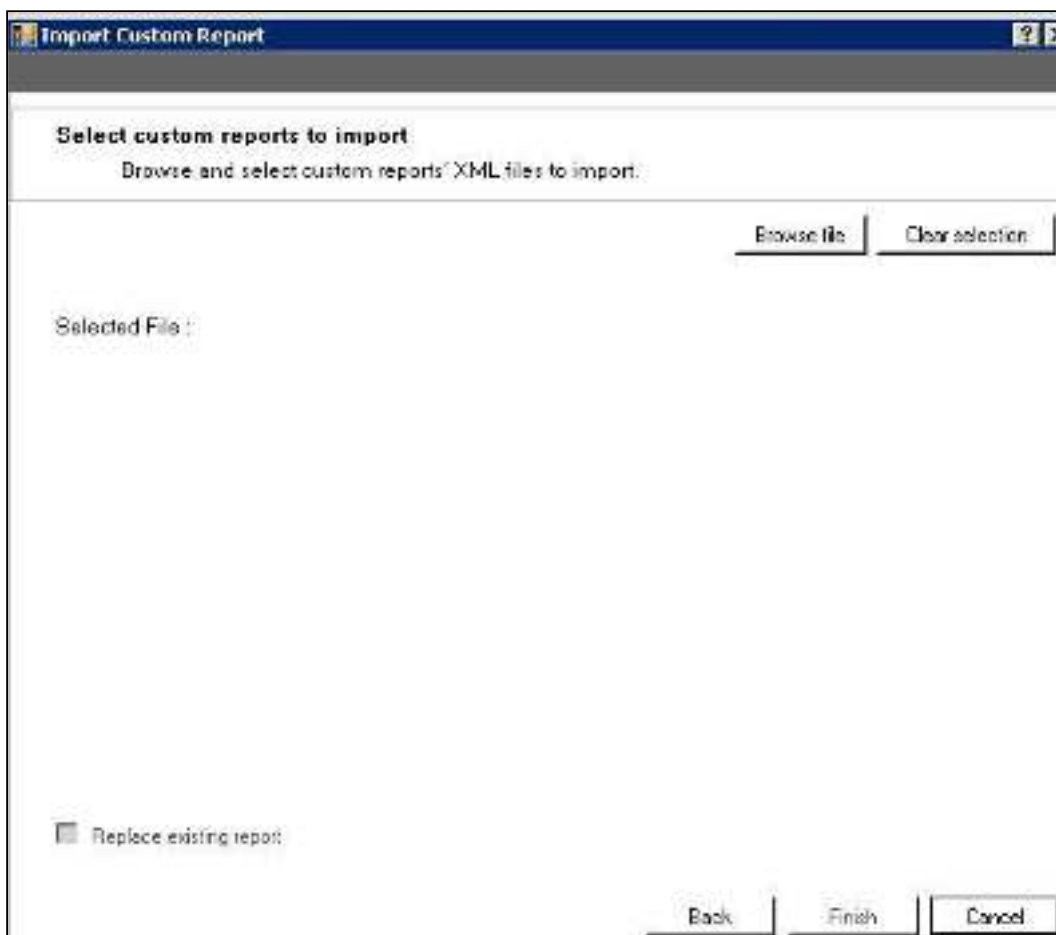 Import Custom Report
Select custom reports to import
Browse and select custom reports' XML files to import.
Browse file Clear selection
Selected File :
Replace existing report
Back Finish Cancel